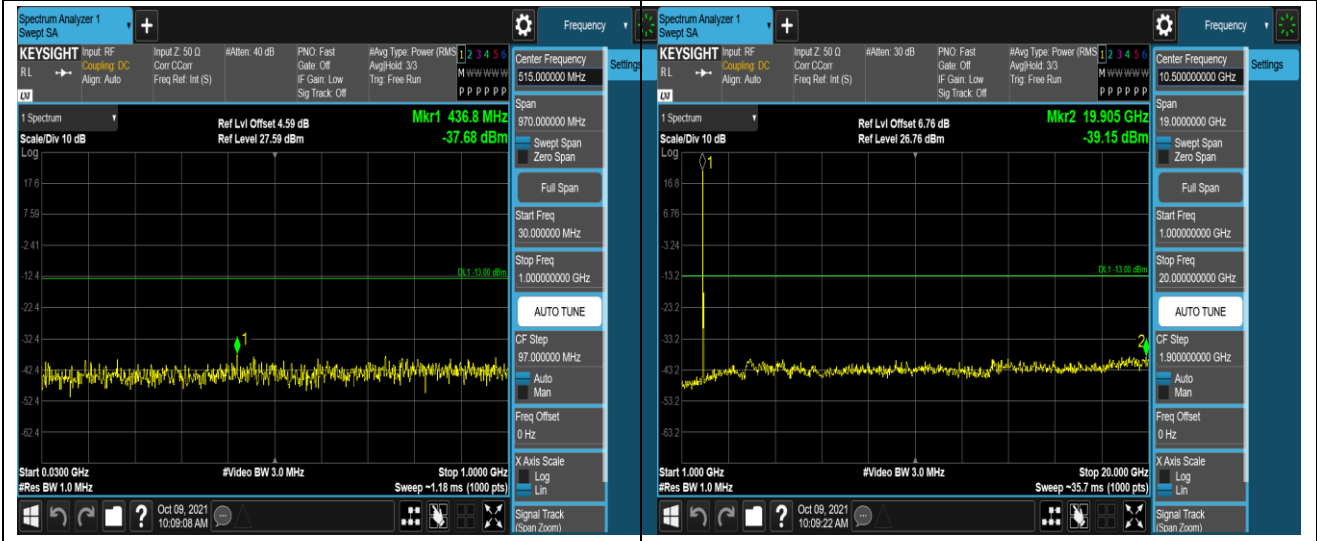 Spectrum Analyzer 1
Swept SA
+
Frequency
KEYSIGHT Input: RF Input Z: 50 Ω #Atten: 40 dB PNO: Fast #Avg Type: Power (RMS 1 2 3 4 5 6
RL Coupling: DC Corr CCorr Gate: Off Avg|Hold: 3/3 M W W W W W
Align: Auto Freq Ref: Int (S) IF Gain: Low Trig: Free Run
Sig Track: Off P P P P P P
LXI
1 Spectrum
Ref Lvl Offset 4.59 dB
Mkr1 436.8 MHz
Scale/Div 10 dB
Ref Level 27.59 dBm
-37.68 dBm
Log
17.6
7.59
-2.41
-12.4
DL1 -13.00 dBm
-22.4
-32.4
1
-42.4
-52.4
-62.4
Start 0.0300 GHz #Video BW 3.0 MHz Stop 1.0000 GHz
#Res BW 1.0 MHz Sweep ~1.18 ms (1000 pts)
?
Oct 09, 2021
10:09:08 AM
Center Frequency
515.000000 MHz
Settings
Span
970.000000 MHz
Swept Span
Zero Span
Full Span
Start Freq
30.000000 MHz
Stop Freq
1.000000000 GHz
AUTO TUNE
CF Step
97.000000 MHz
Auto
Man
Freq Offset
0 Hz
X Axis Scale
Log
Lin
Signal Track
(Span Zoom)
Spectrum Analyzer 1
Swept SA
+
Frequency
KEYSIGHT Input: RF Input Z: 50 Ω #Atten: 30 dB PNO: Fast #Avg Type: Power (RMS 1 2 3 4 5 6
RL Coupling: DC Corr CCorr Gate: Off Avg|Hold: 3/3 M W W W W W
Align: Auto Freq Ref: Int (S) IF Gain: Low Trig: Free Run
Sig Track: Off P P P P P P
LXI
1 Spectrum
Ref Lvl Offset 6.76 dB
Mkr2 19.905 GHz
Scale/Div 10 dB
Ref Level 26.76 dBm
-39.15 dBm
Log
1
16.8
6.76
-3.24
-13.2
DL1 -13.00 dBm
-23.2
-33.2
2
-43.2
-53.2
-63.2
Start 1.000 GHz #Video BW 3.0 MHz Stop 20.000 GHz
#Res BW 1.0 MHz Sweep ~35.7 ms (1000 pts)
?
Oct 09, 2021
10:09:22 AM
Center Frequency
10.500000000 GHz
Settings
Span
19.0000000 GHz
Swept Span
Zero Span
Full Span
Start Freq
1.000000000 GHz
Stop Freq
20.000000000 GHz
AUTO TUNE
CF Step
1.900000000 GHz
Auto
Man
Freq Offset
0 Hz
X Axis Scale
Log
Lin
Signal Track
(Span Zoom)